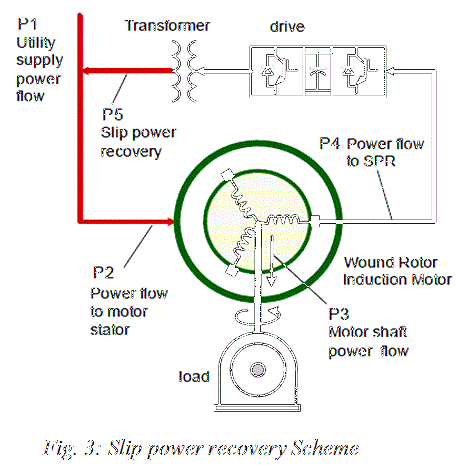 P1
Utility
supply
power
flow
Transformer
drive
P5
Slip power
recovery
P4 Power flow
to SPR
P2
Power flow
to motor
stator
Wound Rotor
Induction Motor
P3
Motor shaft
power flow
load
Fig. 3: Slip power recovery Scheme